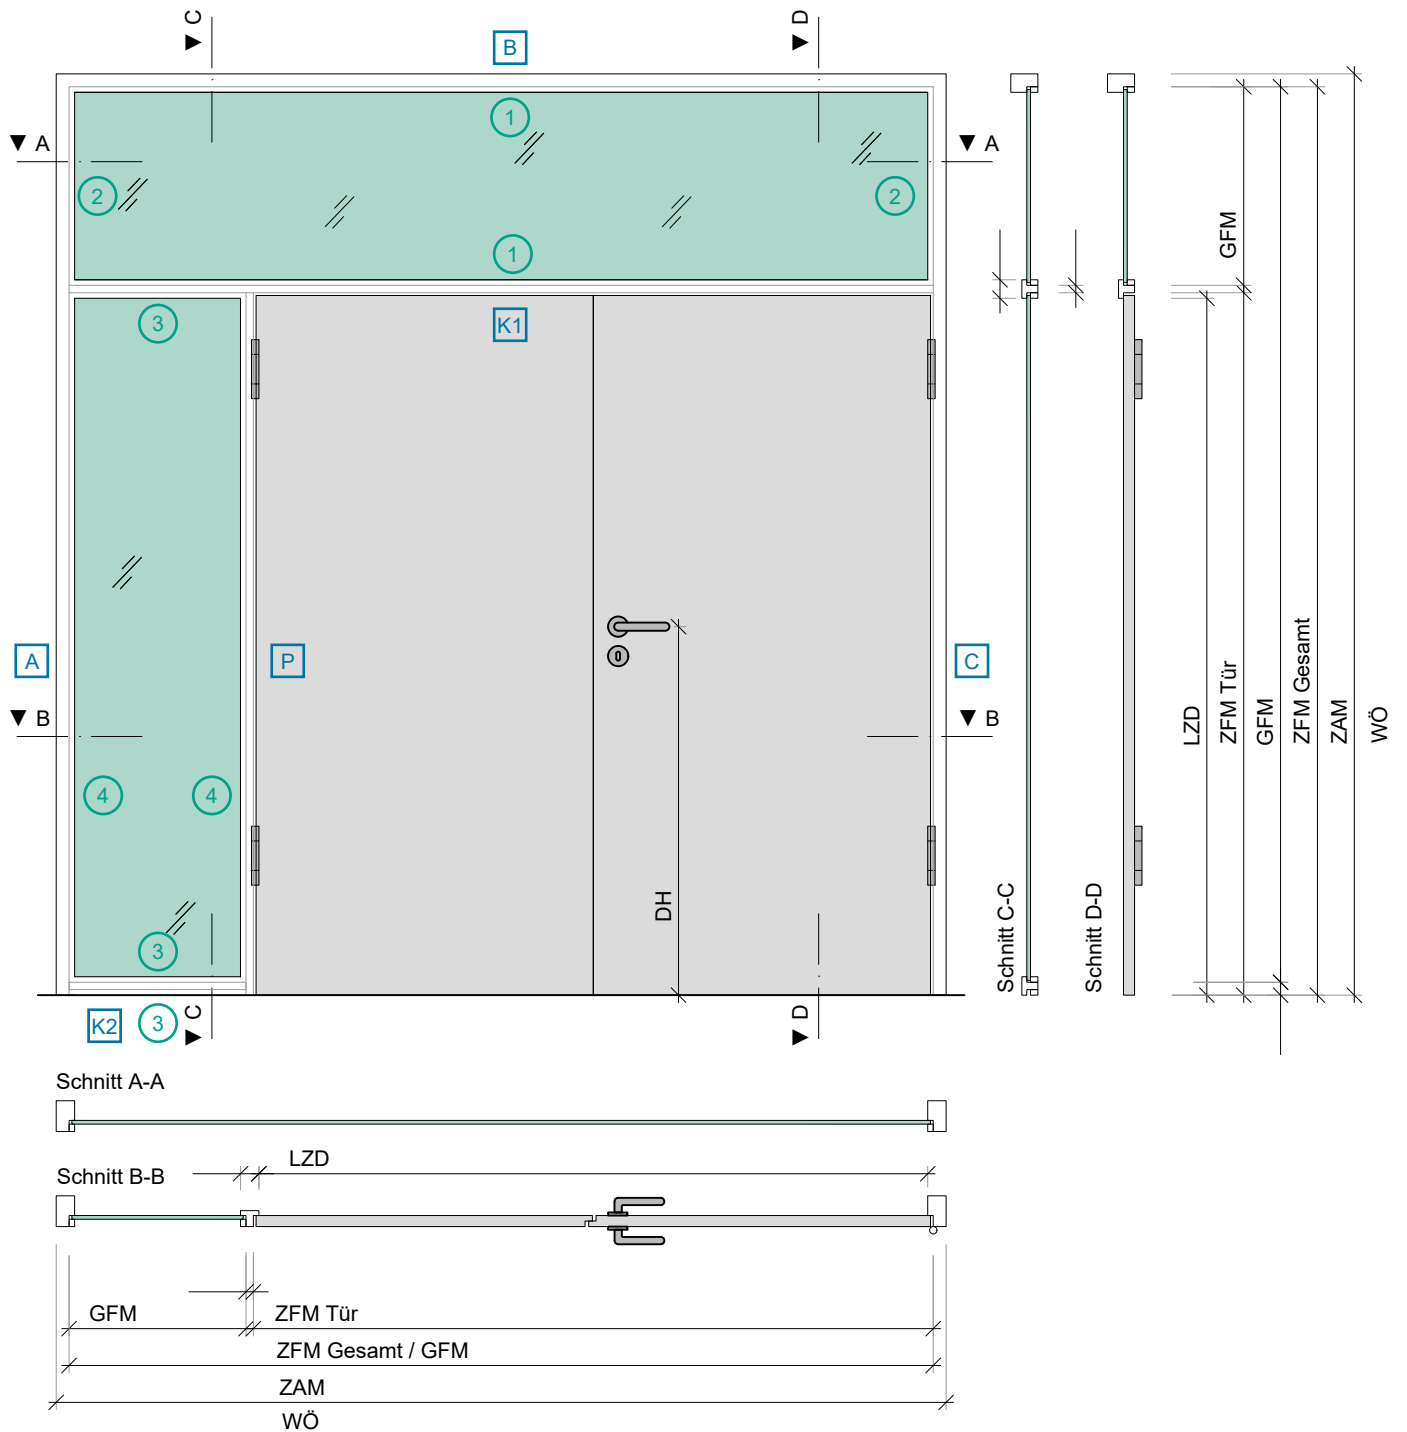 C
D
B
1
A
A
2
2
1
GFM
3
K1
A
P
C
B
B
4
4
DH
3
K2
3
C
D
Schnitt C-C
Schnitt D-D
LZD
ZFM Tür
GFM
ZFM Gesamt
ZAM
WÖ
Schnitt A-A
LZD
Schnitt B-B
GFM
ZFM Tür
ZFM Gesamt / GFM
ZAM
WÖ